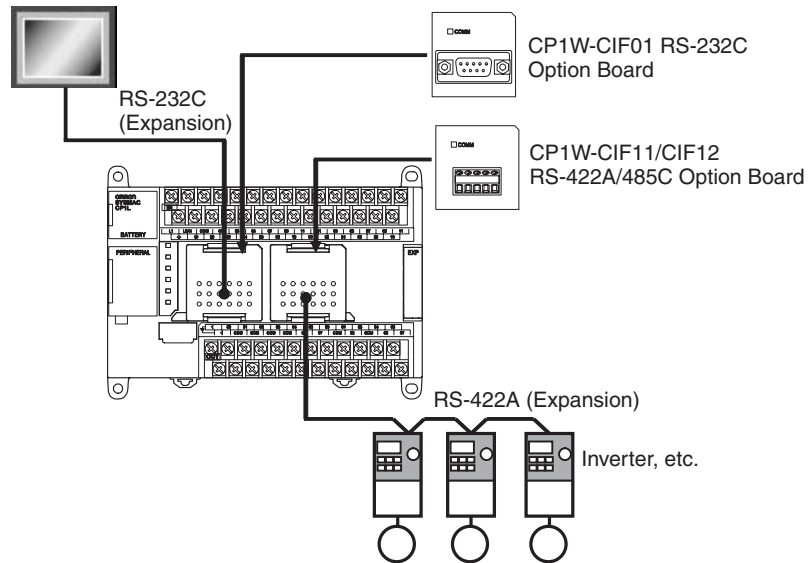 CP1W-CIF01 RS-232C
Option Board
COMM
RS-232C
(Expansion)
CP1W-CIF11/CIF12
RS-422A/485C Option Board
COMM
OMRON
SYSMAC
CP1L
BATTERY
PERIPHERAL
EXP
OUT
RS-422A (Expansion)
Inverter, etc.